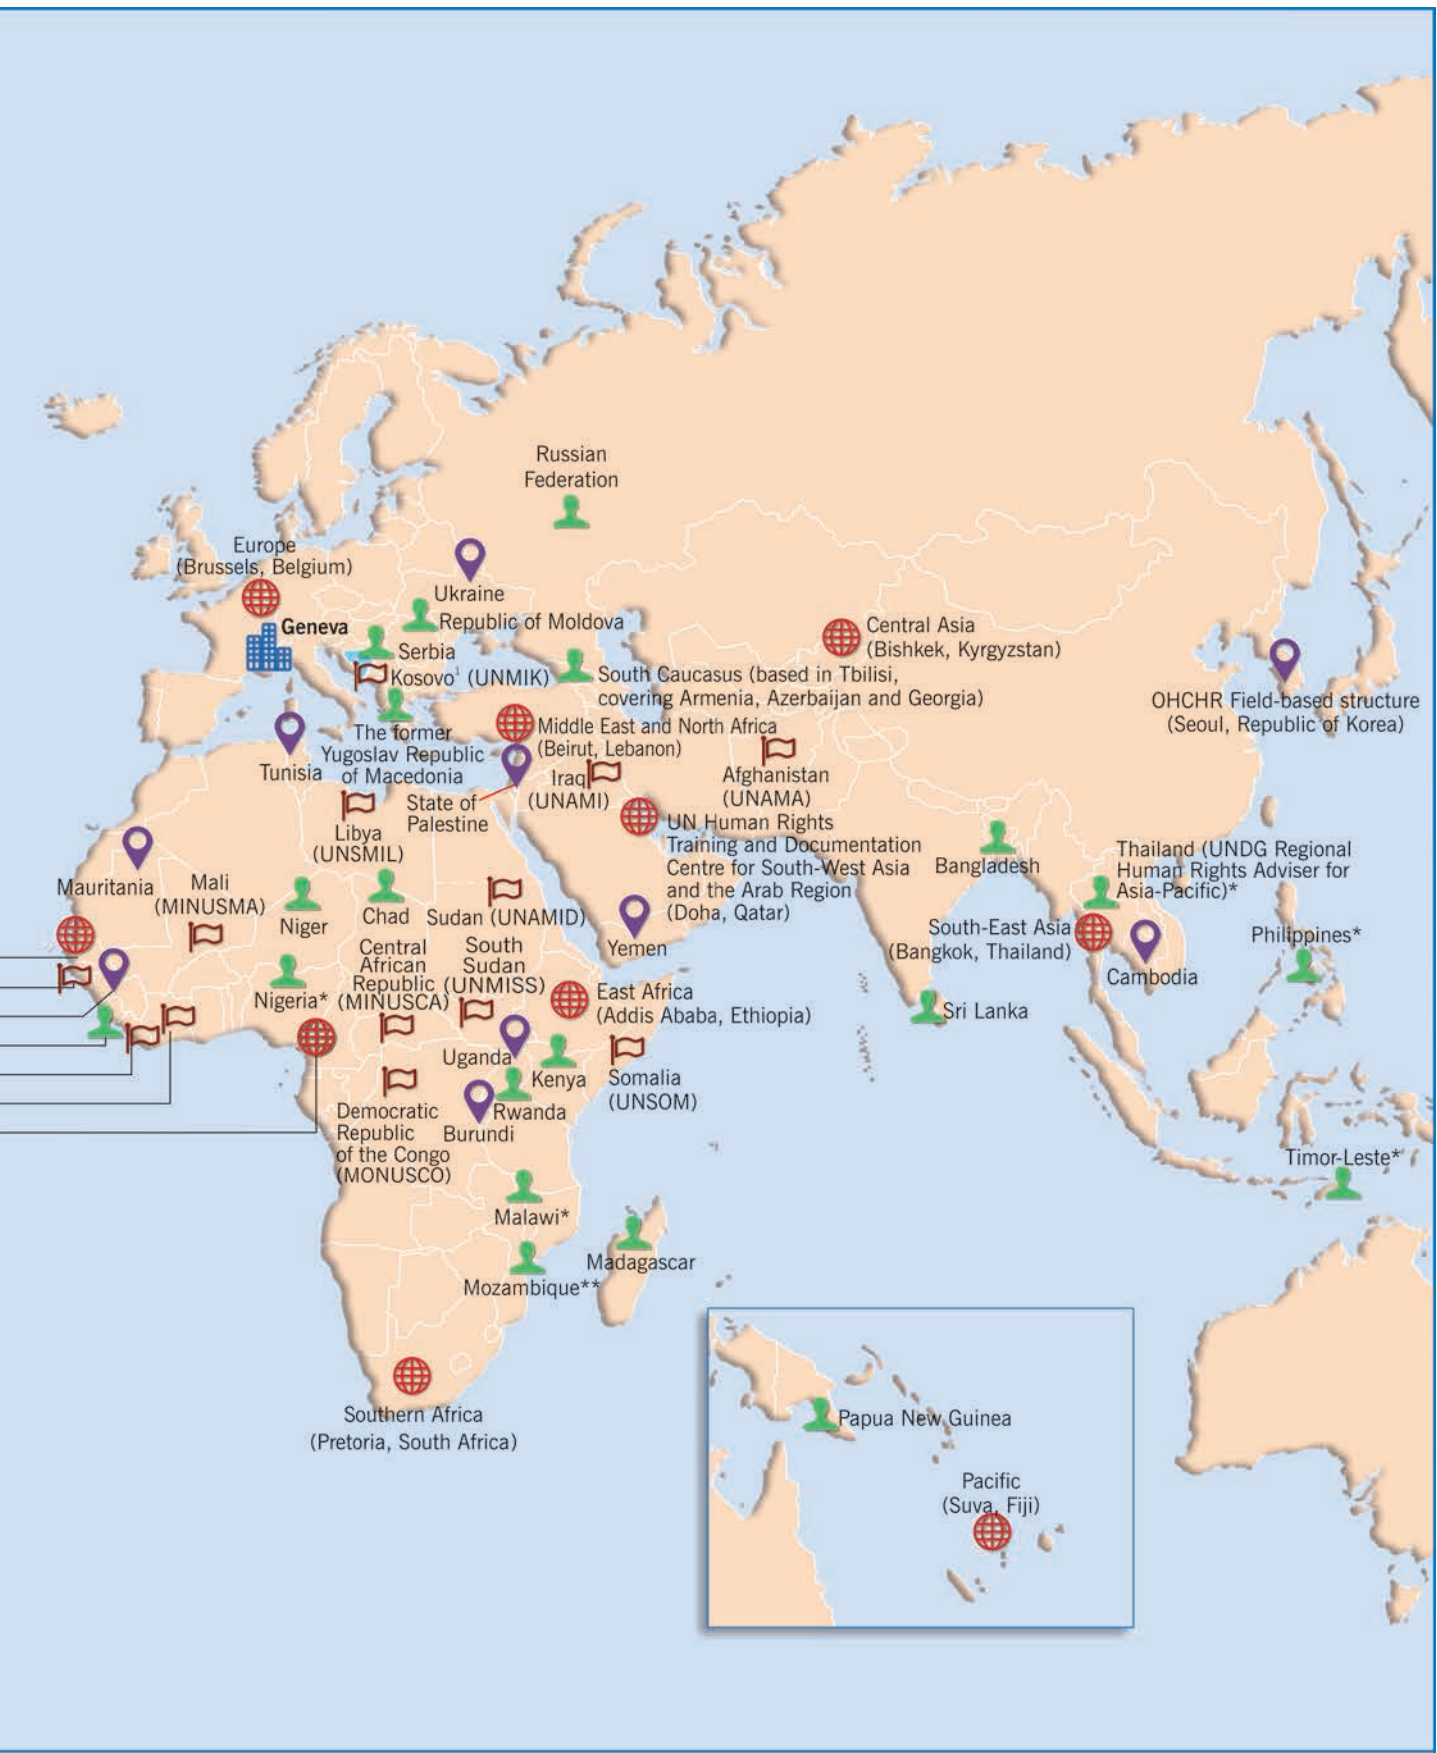 Russian
Federation
Europe
(Brussels, Belgium)
Ukraine
Geneva
Republic of Moldova
Serbia
Kosovo¹ (UNMIK)
Central Asia
(Bishkek, Kyrgyzstan)
South Caucasus (based in Tbilisi,
covering Armenia, Azerbaijan and Georgia)
OHCHR Field-based structure
(Seoul, Republic of Korea)
The former
Yugoslav Republic
of Macedonia
Middle East and North Africa
(Beirut, Lebanon)
Tunisia
Iraq
(UNAMI)
Afghanistan
(UNAMA)
State of
Palestine
Libya
(UNSMIL)
UN Human Rights
Training and Documentation
Centre for South-West Asia
and the Arab Region
(Doha, Qatar)
Bangladesh
Thailand (UNDG Regional
Human Rights Adviser for
Asia-Pacific)*
Mauritania
Mali
(MINUSMA)
Niger
Chad
Sudan (UNAMID)
Yemen
South-East Asia
(Bangkok, Thailand)
Philippines*
Cambodia
Central
African
Republic
(MINUSCA)
South
Sudan
(UNMISS)
Nigeria*
East Africa
(Addis Ababa, Ethiopia)
Sri Lanka
Uganda
Kenya
Somalia
(UNSOM)
Rwanda
Burundi
Democratic
Republic
of the Congo
(MONUSCO)
Timor-Leste*
Malawi*
Madagascar
Mozambique**
Southern Africa
(Pretoria, South Africa)
Papua New Guinea
Pacific
(Suva, Fiji)